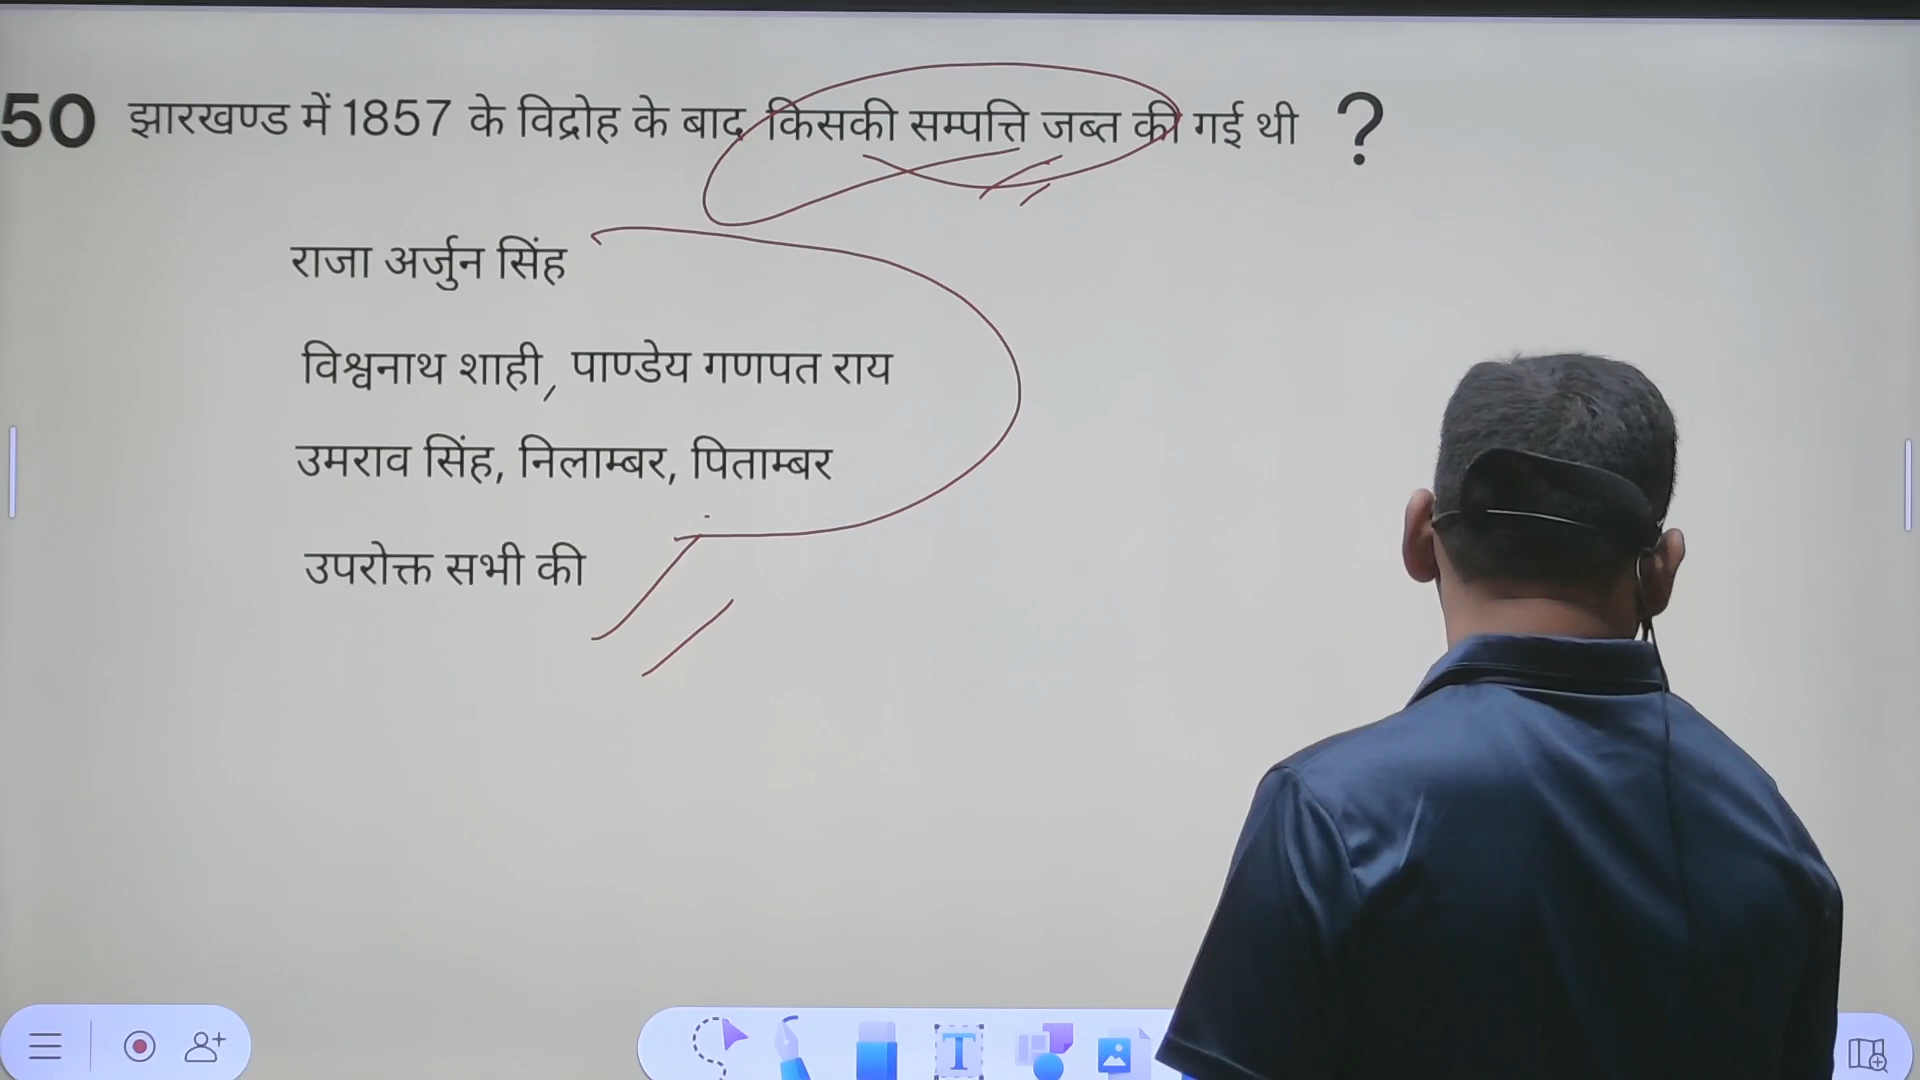 50 झारखण्ड में 1857 के विद्रोह के बाद किसकी सम्पत्ति जब्त की गई थी ?
राजा अर्जुन सिंह
विश्वनाथ शाही, पाण्डेय गणपत राय
उमराव सिंह, निलाम्बर, पिताम्बर
उपरोक्त सभी की
T